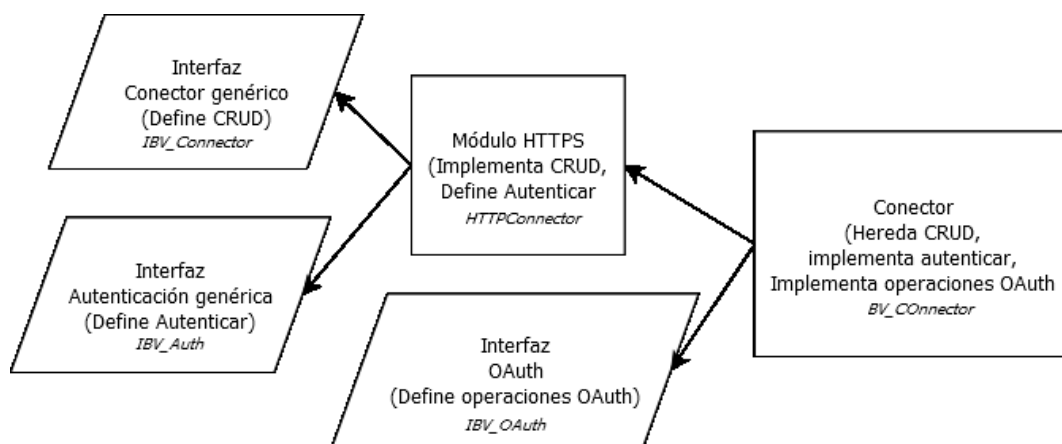 Interfaz
Conector genérico
(Define CRUD)
IBV_Connector
Interfaz
Autenticación genérica
(Define Autenticar)
IBV_Auth
Módulo HTTPS
(Implementa CRUD,
Define Autenticar
HTTPConnector
Interfaz
OAuth
(Define operaciones OAuth)
IBV_OAuth
Conector
(Hereda CRUD,
implementa autenticar,
Implementa operaciones OAuth
BV_COnnector